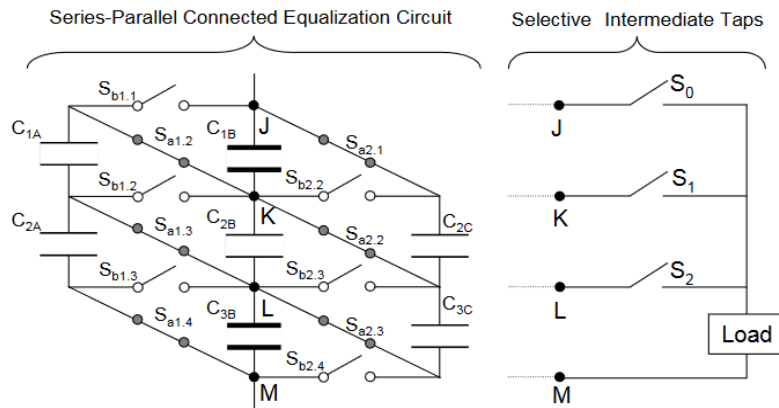 Series-Parallel Connected Equalization Circuit
Selective Intermediate Taps
Sb1.1
J
S0
C1A
Sa1.2
C1B
Sa2.1
J
Sb1.2
K
Sb2.2
S1
K
C2A
Sa1.3
C2B
Sa2.2
C2C
Sb1.3
L
Sb2.3
S2
L
Sa1.4
C3B
Sa2.3
C3C
Load
Sb2.4
M
M